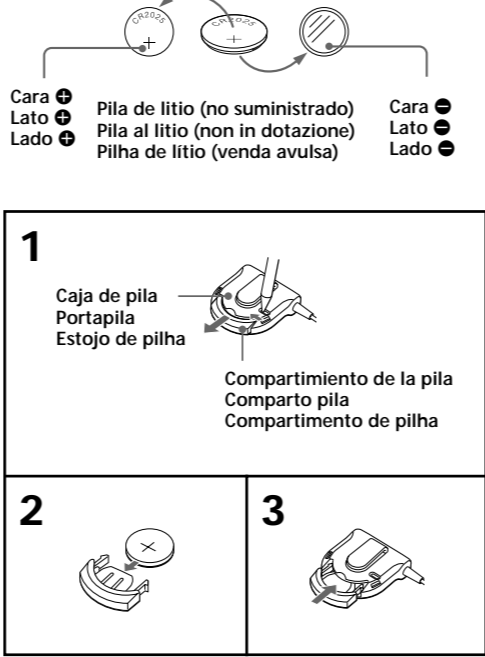 CR2025
CR2025
Cara ⊕
Lato ⊕
Lado ⊕
Pila de litio (no suministrado)
Pila al litio (non in dotazione)
Pilha de lítio (venda avulsa)
Cara ⊖
Lato ⊖
Lado ⊖
1
Caja de pila
Portapila
Estojo de pilha
Compartimiento de la pila
Comparto pila
Compartimento de pilha
2
3